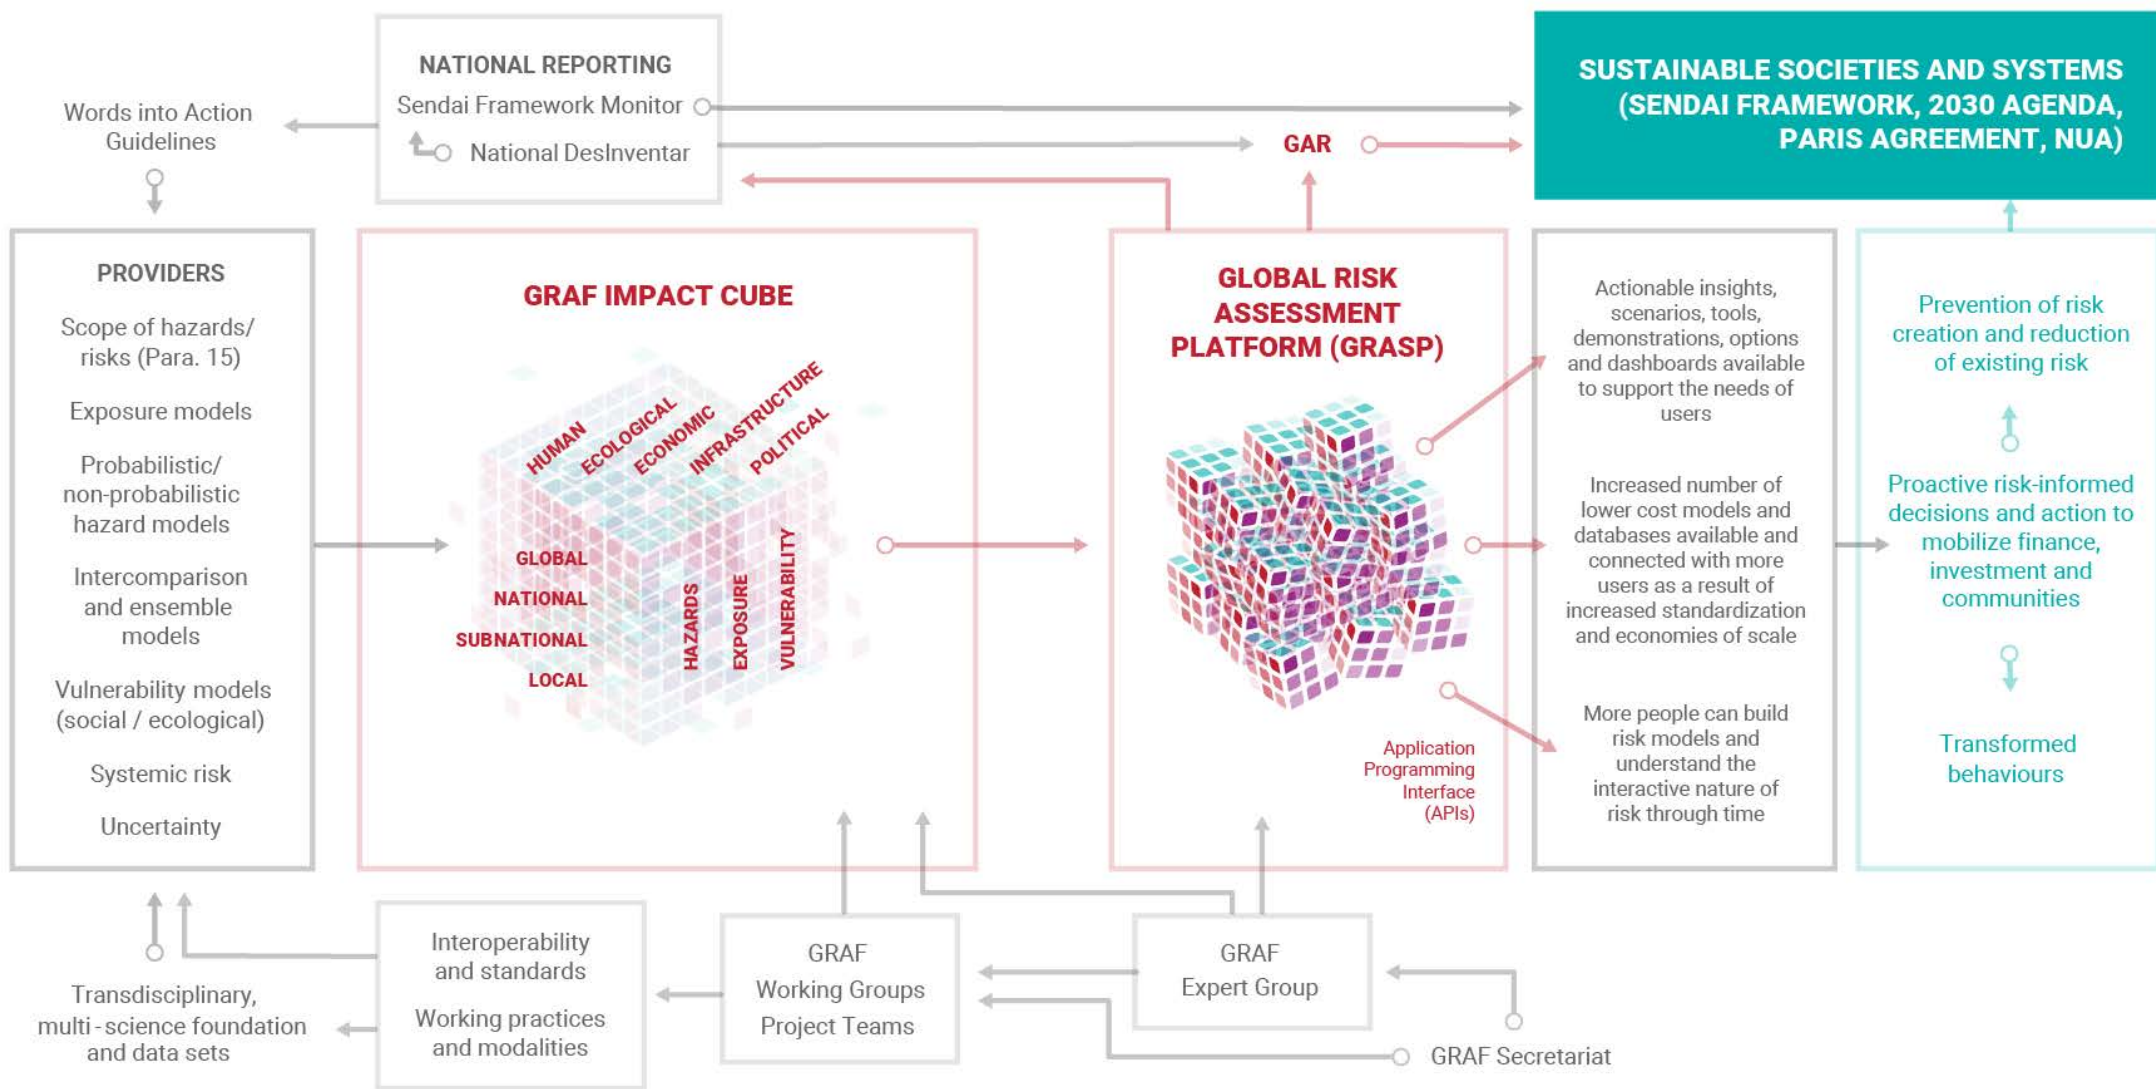 NATIONAL REPORTING
Sendai Framework Monitor
National DesInventar
Words into Action
Guidelines
GAR
SUSTAINABLE SOCIETIES AND SYSTEMS
(SENDAI FRAMEWORK, 2030 AGENDA,
PARIS AGREEMENT, NUA)
PROVIDERS
Scope of hazards/
risks (Para. 15)
Exposure models
Probabilistic/
non-probabilistic
hazard models
Intercomparison
and ensemble
models
Vulnerability models
(social / ecological)
Systemic risk
Uncertainty
GRAF IMPACT CUBE
HUMAN
ECOLOGICAL
ECONOMIC
INFRASTRUCTURE
POLITICAL
GLOBAL
NATIONAL
SUBNATIONAL
LOCAL
HAZARDS
EXPOSURE
VULNERABILITY
GLOBAL RISK
ASSESSMENT
PLATFORM (GRASP)
Application
Programming
Interface
(APIs)
Actionable insights,
scenarios, tools,
demonstrations, options
and dashboards available
to support the needs of
users
Increased number of
lower cost models and
databases available and
connected with more
users as a result of
increased standardization
and economies of scale
More people can build
risk models and
understand the
interactive nature of
risk through time
Prevention of risk
creation and reduction
of existing risk
Proactive risk-informed
decisions and action to
mobilize finance,
investment and
communities
Transformed
behaviours
Transdisciplinary,
multi - science foundation
and data sets
Interoperability
and standards
Working practices
and modalities
GRAF
Working Groups
Project Teams
GRAF
Expert Group
GRAF Secretariat